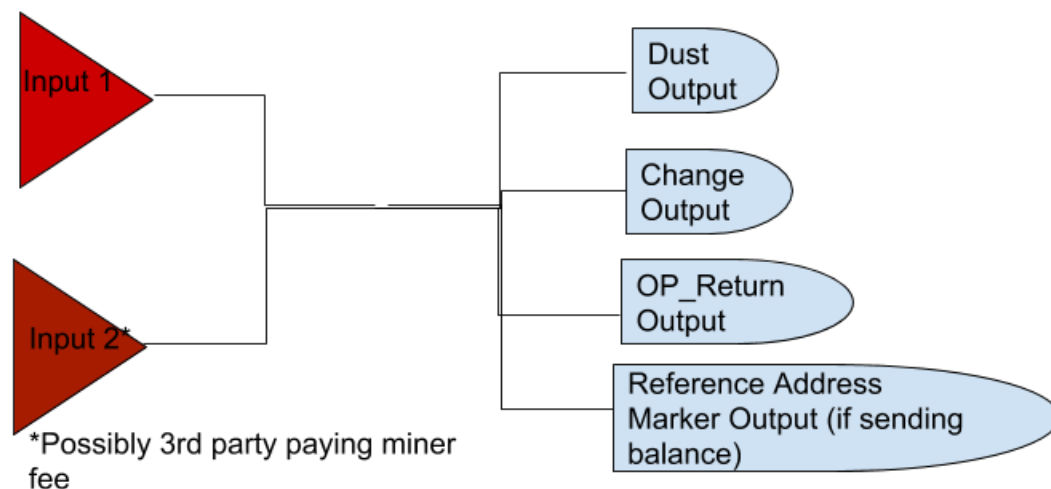 Input 1
Dust
Output
Change
Output
OP_Return
Output
Input 2*
Reference Address
Marker Output (if sending
balance)
*Possibly 3rd party paying miner
fee